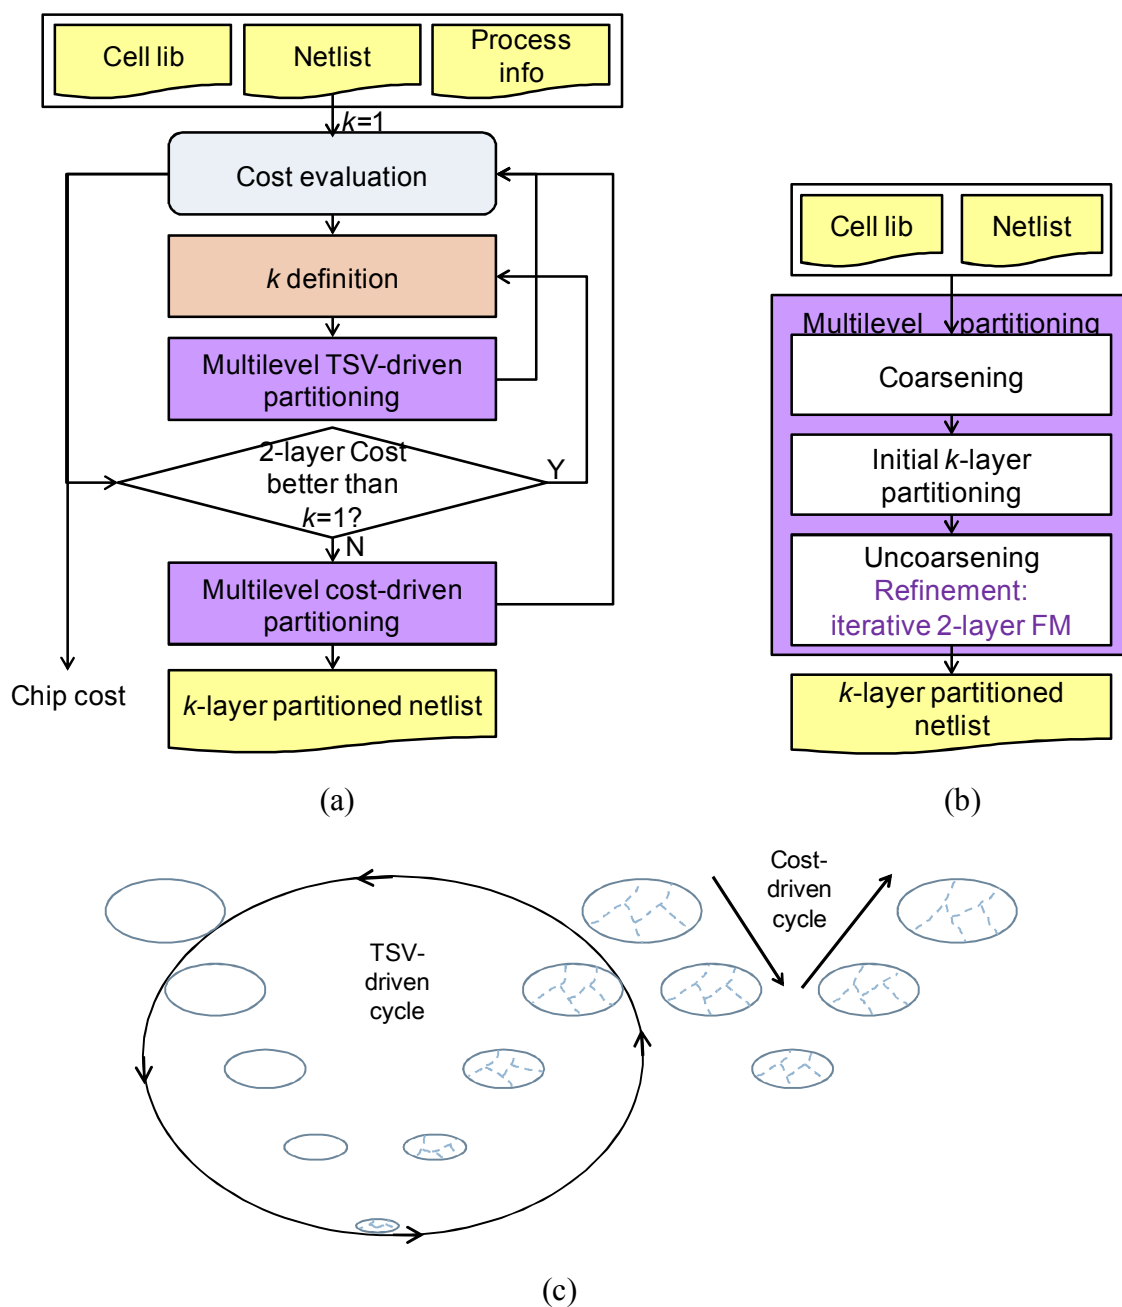 Cell lib
Netlist
Process
info
k=1
Cost evaluation
k definition
Multilevel TSV-driven
partitioning
2-layer Cost
better than
k=1?
Y
N
Multilevel cost-driven
partitioning
Chip cost
k-layer partitioned netlist
(a)
Cell lib
Netlist
Multilevel partitioning
Coarsening
Initial k-layer
partitioning
Uncoarsening
Refinement:
iterative 2-layer FM
k-layer partitioned
netlist
(b)
TSV-
driven
cycle
Cost-
driven
cycle
(c)